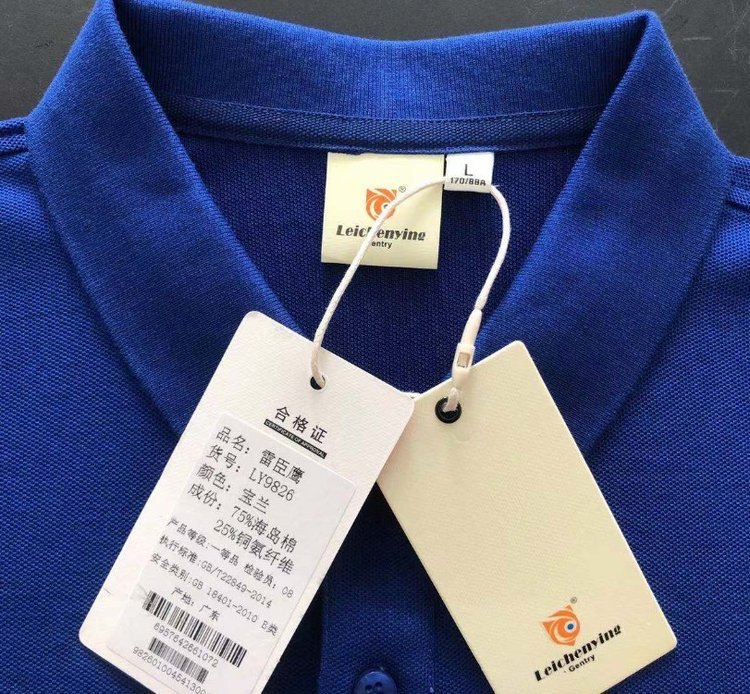 L
170/88A
®
Leichenying
Gentry
合格证
CERTIFICATE OF APPROVAL
品名: 雷臣鹰
货号: LY9826
颜色: 宝兰
成份: 75%海岛棉
25%铜氨纤维
产品等级:一等品 检验员: 08
执行标准:GB/T22849-2014
安全类别:GB 18401-2010 B类
产地: 广东
6957642661072
98260100454130
®
Leichenying
Gentry